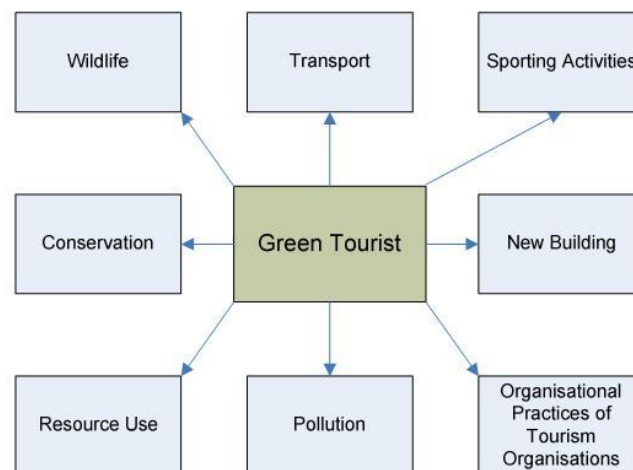 Wildlife
Transport
Sporting Activities
Conservation
Green Tourist
New Building
Resource Use
Pollution
Organisational
Practices of
Tourism
Organisations